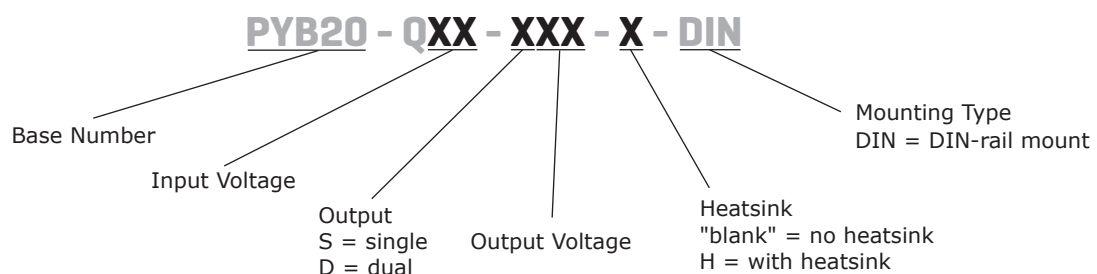 PYB20 - QXX - XXX - X - DIN
Base Number
Input Voltage
Output
S = single
D = dual
Output Voltage
Heatsink
"blank" = no heatsink
H = with heatsink
Mounting Type
DIN = DIN-rail mount